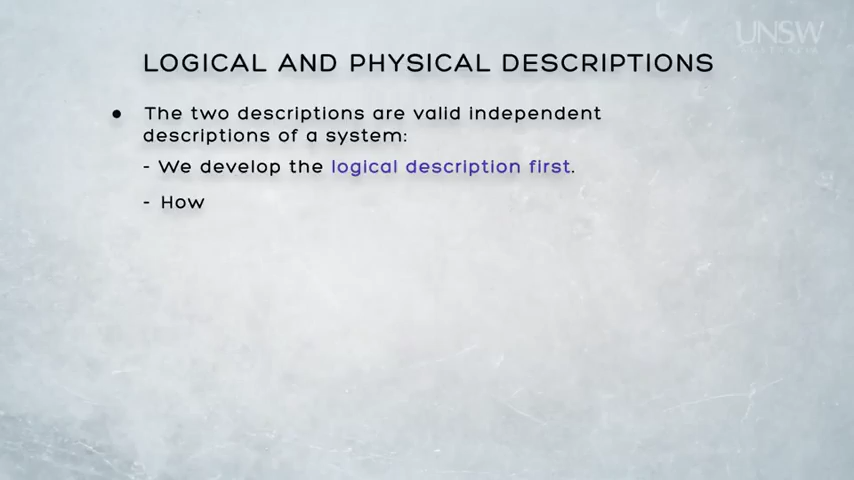 UNSW
AUSTRALIA
LOGICAL AND PHYSICAL DESCRIPTIONS
● The two descriptions are valid independent
descriptions of a system:
- We develop the logical description first.
- How